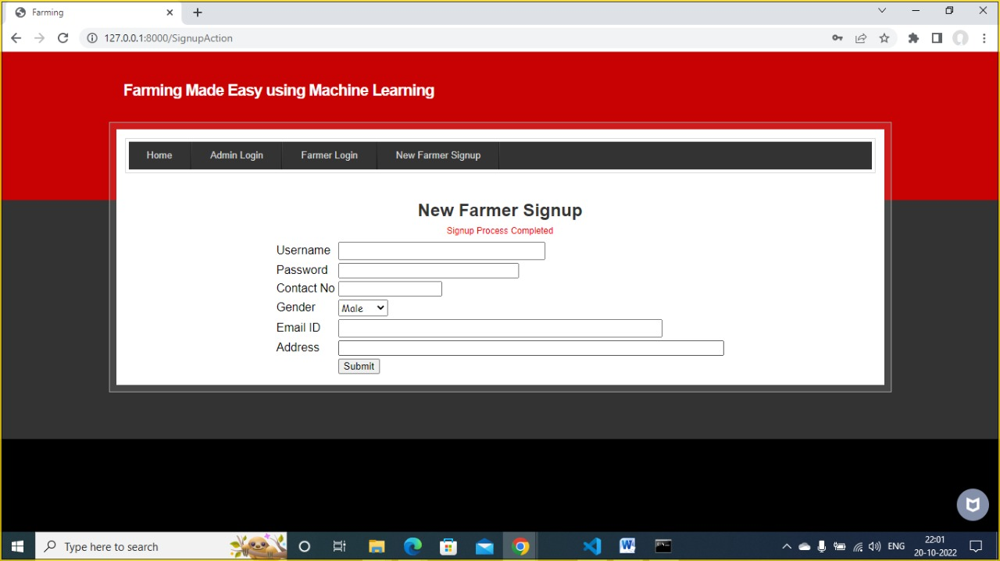 Farming
127.0.0.1:8000/SignupAction
Farming Made Easy using Machine Learning
Home Admin Login Farmer Login New Farmer Signup
New Farmer Signup
Signup Process Completed
Username
Password
Contact No
Gender Male
Email ID
Address
Submit
Type here to search
ENG
22:01
20-10-2022